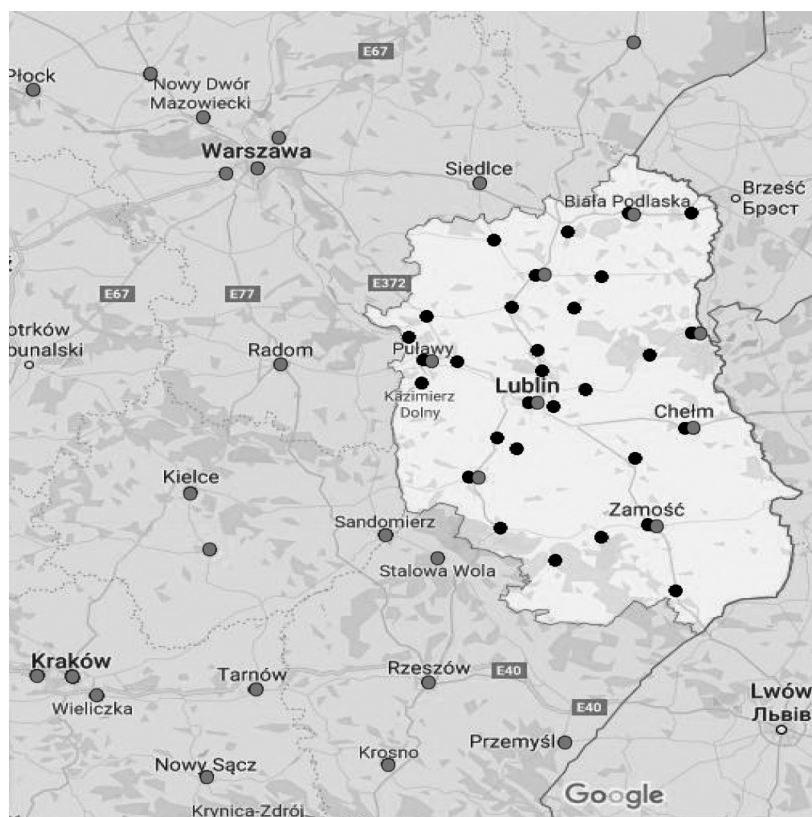 E67
Płock
Nowy Dwór
Mazowiecki
Warszawa
Siedlce
Biała Podlaska
Brześć
Брэст
E372
E67
E77
otrków
bunalski
Radom
Puławy
Kazimierz
Dolny
Lublin
Chełm
Kielce
Zamość
Sandomierz
Stalowa Wola
Kraków
Wieliczka
Tarnów
Rzeszów
E40
E40
Lwów
Львів
Nowy Sącz
Krosno
Przemyśl
Krynica-Zdrój
Google